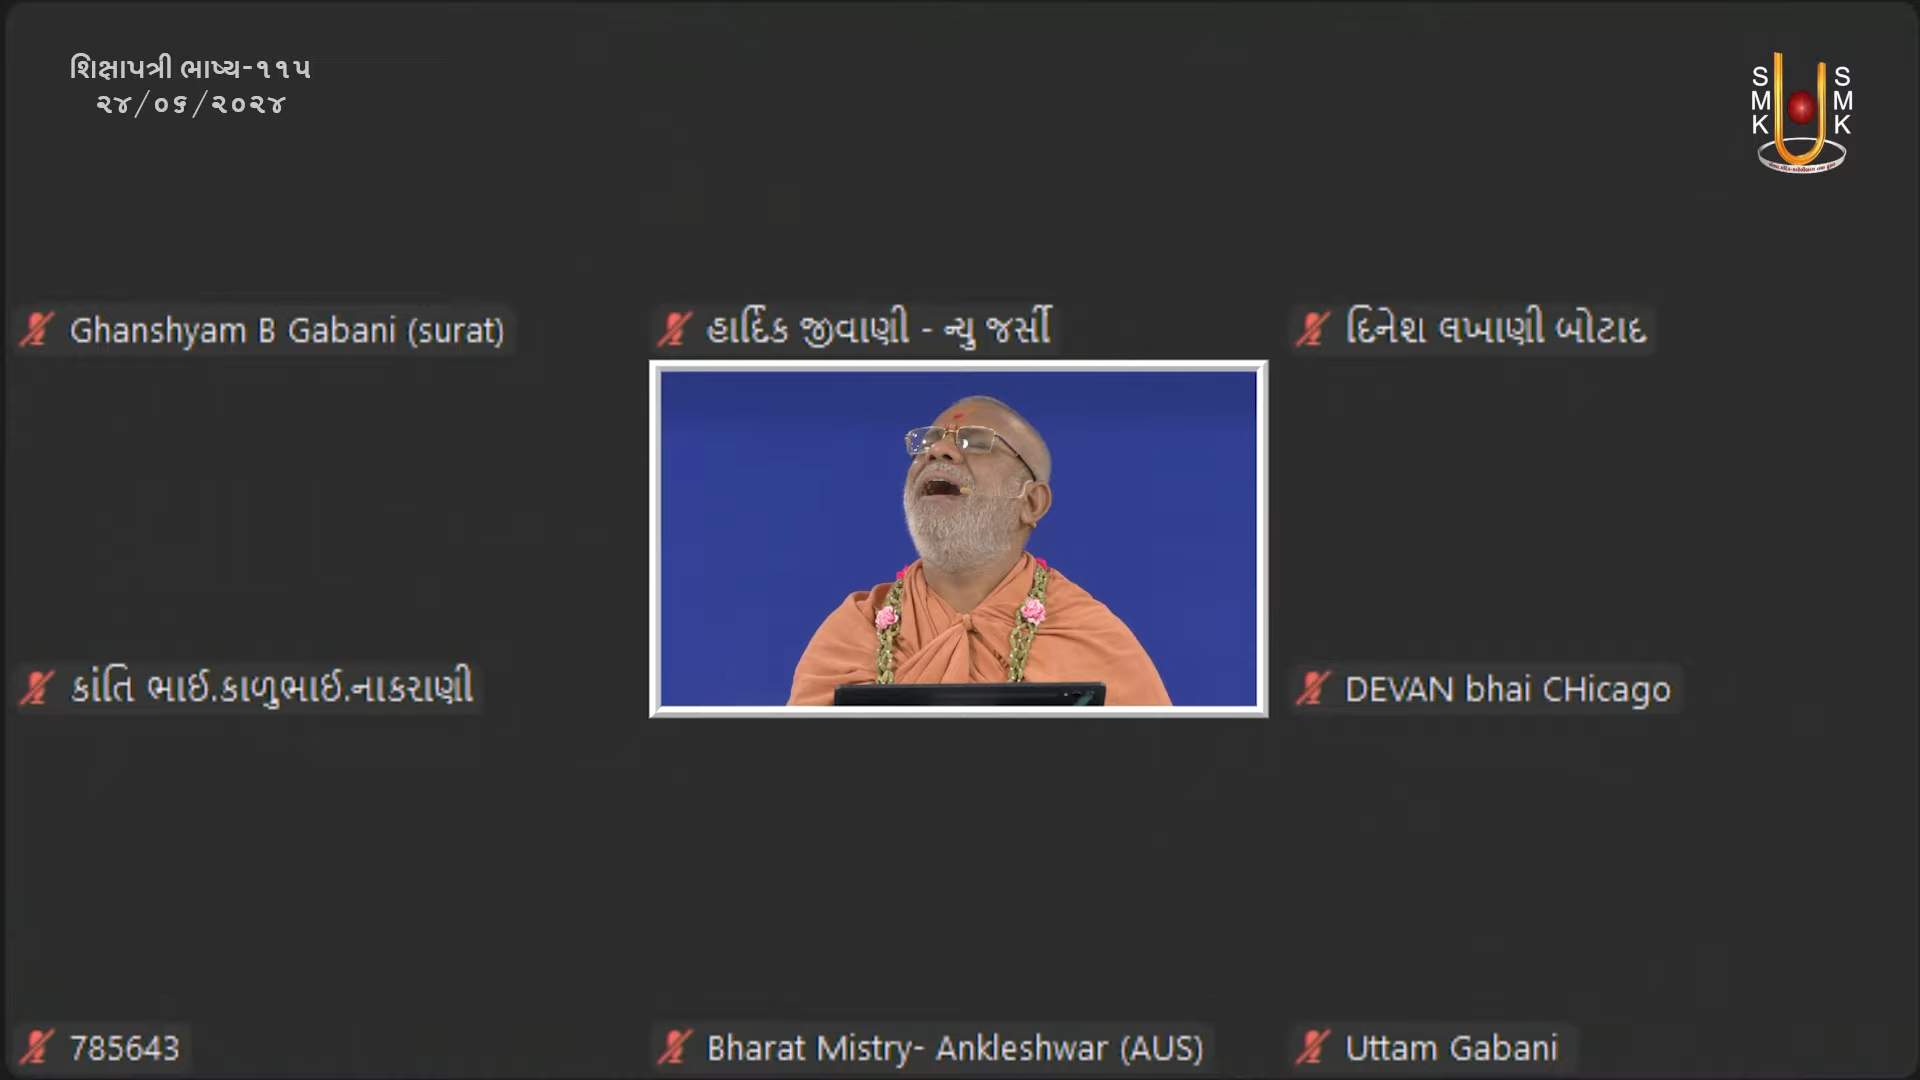 શિક્ષાપત્રી ભાષ્ય-૧૧૫
૨૪/૦૬/૨૦૨૪
S S
M M
K K
Ghanshyam B Gabani (surat)
હાર્દિક જીવાણી - ન્યુ જર્સી
દિનેશ લખાણી બોટાદ
કાંતિ ભાઈ.કાળુભાઈ.નાકરાણી
DEVAN bhai CHicago
785643
Bharat Mistry- Ankleshwar (AUS)
Uttam Gabani